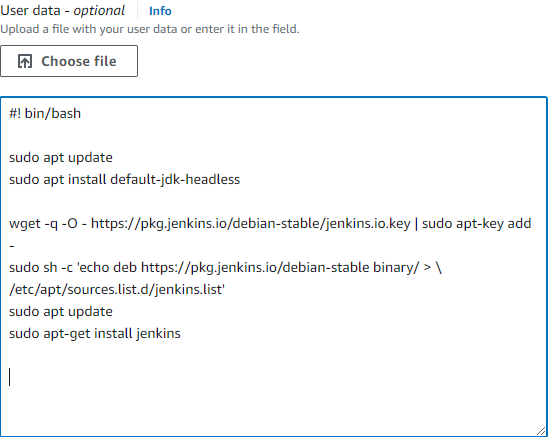 User data - optional Info
Upload a file with your user data or enter it in the field.
Choose file
#! bin/bash
sudo apt update
sudo apt install default-jdk-headless
wget -q -O - https://pkg.jenkins.io/debian-stable/jenkins.io.key | sudo apt-key add
-
sudo sh -c 'echo deb https://pkg.jenkins.io/debian-stable binary/ > \
/etc/apt/sources.list.d/jenkins.list'
sudo apt update
sudo apt-get install jenkins